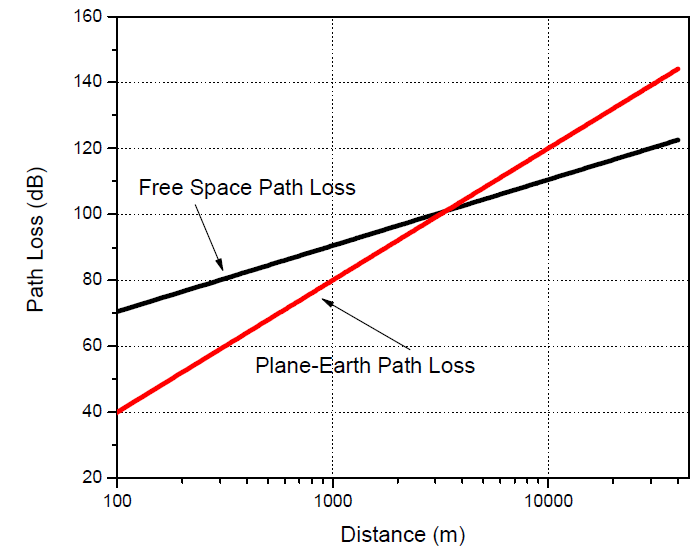 160
140
120
100
80
60
40
20
Path Loss (dB)
Free Space Path Loss
Plane-Earth Path Loss
100
1000
10000
Distance (m)